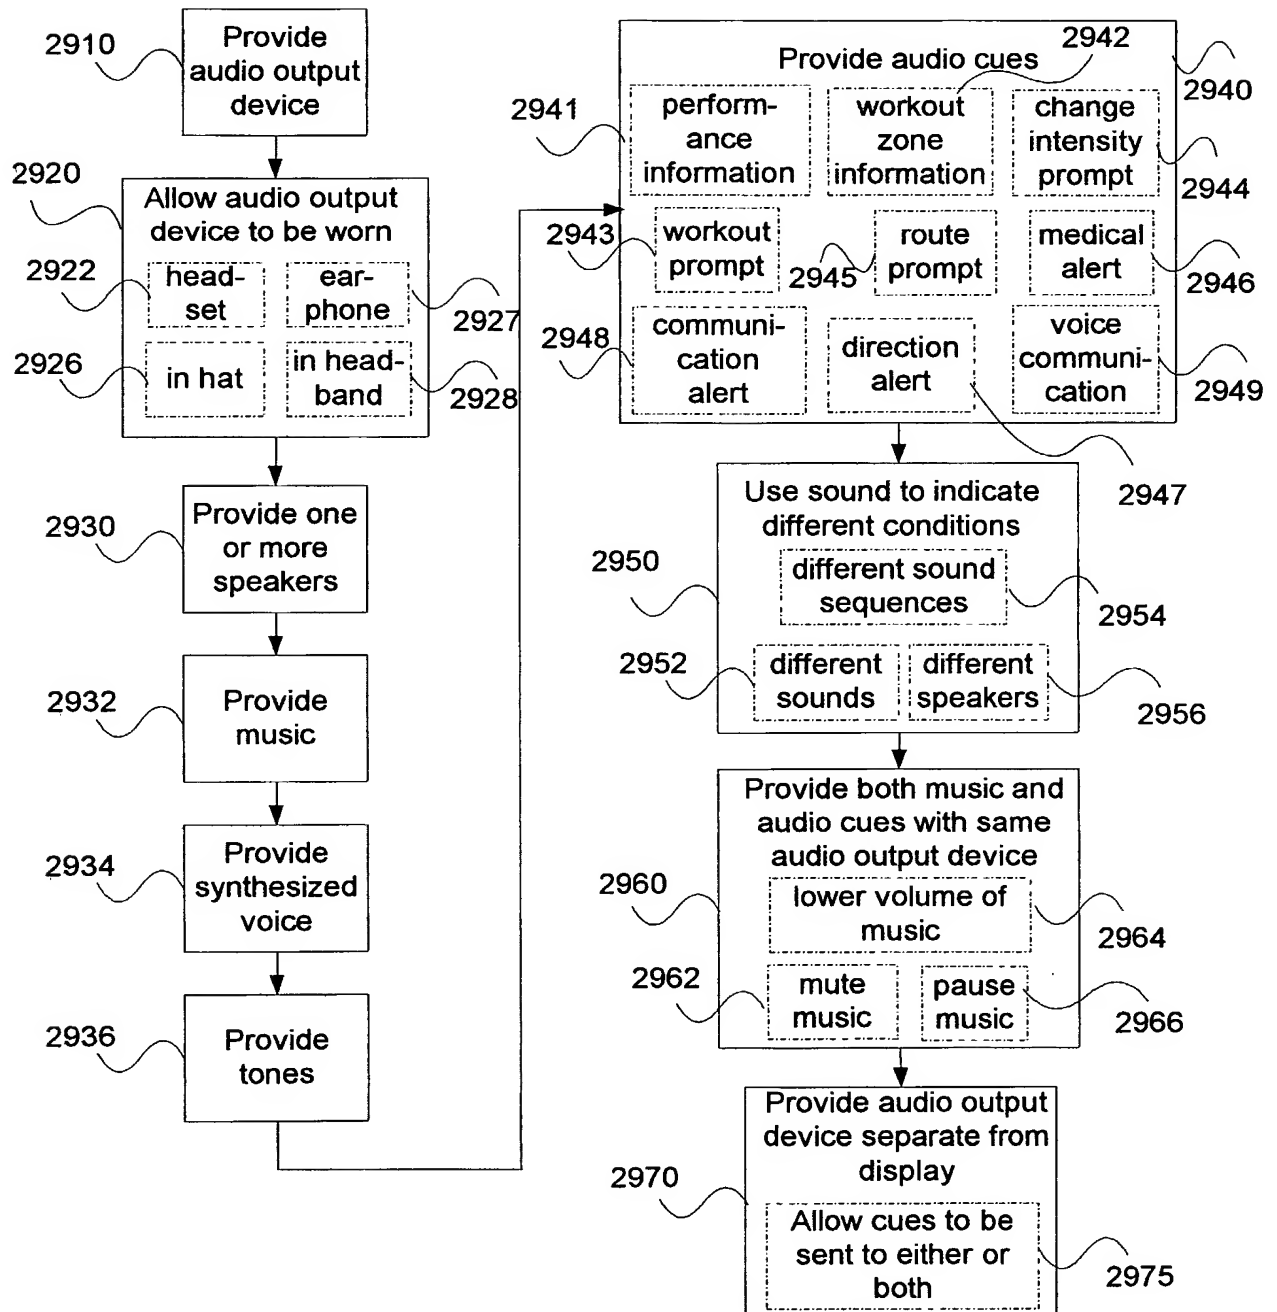 2910
Provide
audio output
device
2920
Allow audio output
device to be worn
2922
head-
set
ear-
phone
2927
2926
in hat
in head-
band
2928
2930
Provide one
or more
speakers
2932
Provide
music
2934
Provide
synthesized
voice
2936
Provide
tones
2942
Provide audio cues
2940
2941
perform-
ance
information
workout
zone
information
change
intensity
prompt
2944
2943
workout
prompt
2945
route
prompt
medical
alert
2946
2948
communi-
cation
alert
direction
alert
voice
communi-
cation
2949
2947
Use sound to indicate
different conditions
2950
different sound
sequences
2954
2952
different
sounds
different
speakers
2956
Provide both music and
audio cues with same
audio output device
2960
lower volume of
music
2964
2962
mute
music
pause
music
2966
Provide audio output
device separate from
display
2970
Allow cues to be
sent to either or
both
2975